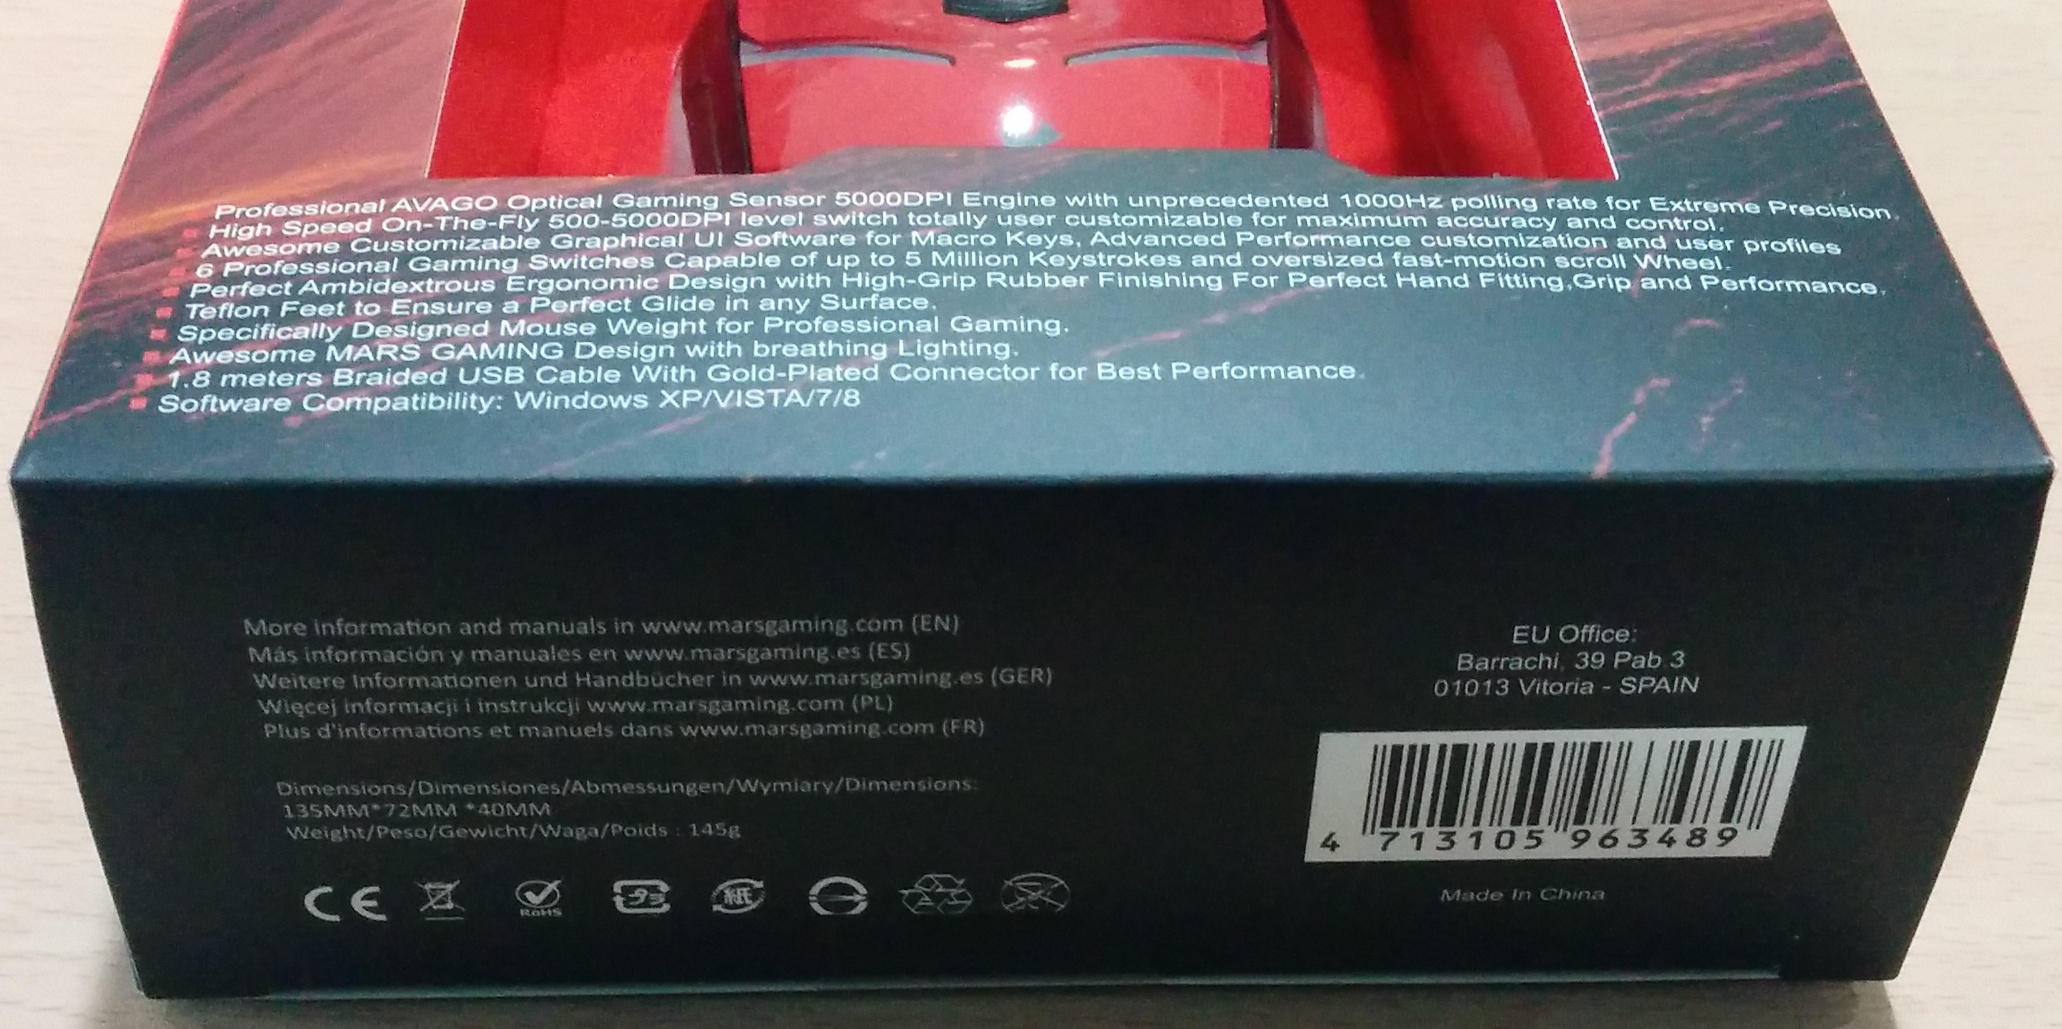 Professional AVAGO Optical Gaming Sensor 5000DPI Engine with unprecedented 1000Hz polling rate for Extreme Precision.
High Speed On-The-Fly 500-5000DPI level switch totally user customizable for maximum accuracy and control.
Awesome Customizable Graphical UI Software for Macro Keys, Advanced Performance customization and user profiles
6 Professional Gaming Switches Capable of up to 5 Million Keystrokes and oversized fast-motion scroll Wheel.
Perfect Ambidextrous Ergonomic Design with High-Grip Rubber Finishing For Perfect Hand Fitting,Grip and Performance.
Teflon Feet to Ensure a Perfect Glide in any Surface.
Specifically Designed Mouse Weight for Professional Gaming.
Awesome MARS GAMING Design with breathing Lighting.
1.8 meters Braided USB Cable With Gold-Plated Connector for Best Performance.
Software Compatibility: Windows XP/VISTA/7/8
More information and manuals in www.marsgaming.com (EN)
Más información y manuales en www.marsgaming.es (ES)
Weitere Informationen und Handbücher in www.marsgaming.es (GER)
Więcej informacji i instrukcji www.marsgaming.com (PL)
Plus d'informations et manuels dans www.marsgaming.com (FR)
Dimensions/Dimensiones/Abmessungen/Wymiary/Dimensions:
135MM*72MM *40MM
Weight/Peso/Gewicht/Waga/Poids : 145g
CE
RoHS
プラ
紙
EU Office:
Barrachi, 39 Pab.3
01013 Vitoria - SPAIN
4 713105 963489
Made In China